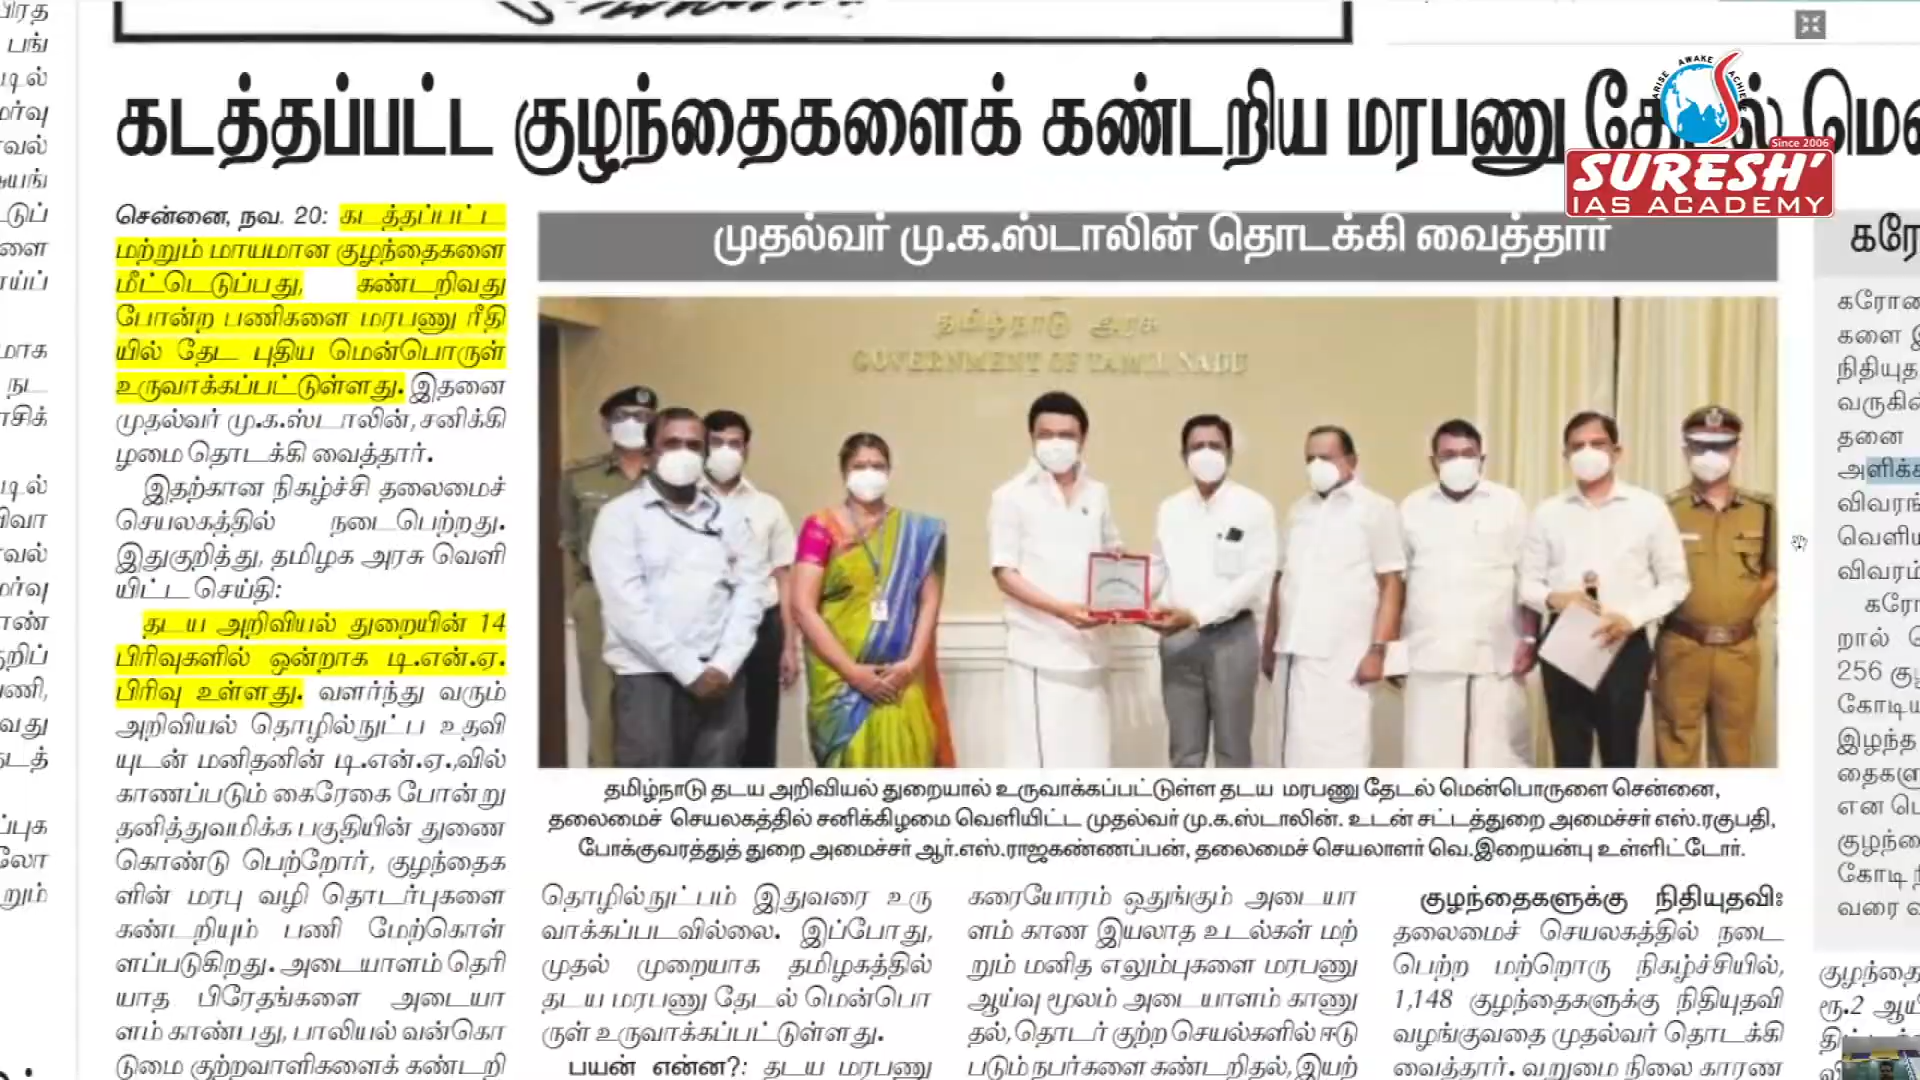 கடத்தப்பட்ட குழந்தைகளைக் கண்டறிய மரபணு
ARISE AWAKE ACHIEVE
Since 2006
SURESH'
IAS ACADEMY
முதல்வர் மு.க.ஸ்டாலின் தொடக்கி வைத்தார்
சென்னை, நவ. 20: கடத்தப்பட்ட
மற்றும் மாயமான குழந்தைகளை
மீட்டெடுப்பது, கண்டறிவது
போன்ற பணிகளை மரபணு ரீதி
யில் தேட புதிய மென்பொருள்
உருவாக்கப்பட்டுள்ளது. இதனை
முதல்வர் மு.க.ஸ்டாலின், சனிக்கி
ழமை தொடக்கி வைத்தார்.
இதற்கான நிகழ்ச்சி தலைமைச்
செயலகத்தில் நடைபெற்றது.
இதுகுறித்து, தமிழக அரசு வெளி
யிட்ட செய்தி:
தடய அறிவியல் துறையின் 14
பிரிவுகளில் ஒன்றாக டி.என்.ஏ.
பிரிவு உள்ளது. வளர்ந்து வரும்
அறிவியல் தொழில்நுட்ப உதவி
யுடன் மனிதனின் டி.என்.ஏ.,வில்
காணப்படும் கைரேகை போன்று
தனித்துவமிக்க பகுதியின் துணை
கொண்டு பெற்றோர், குழந்தைக
ளின் மரபு வழி தொடர்புகளை
கண்டறியும் பணி மேற்கொள்
ளப்படுகிறது. அடையாளம் தெரி
யாத பிரேதங்களை அடையா
ளம் காண்பது, பாலியல் வன்கொ
டுமை குற்றவாளிகளைக் கண்டறி
தமிழ்நாடு அரசு
GOVERNMENT OF TAMIL NADU
தமிழ்நாடு தடய அறிவியல் துறையால் உருவாக்கப்பட்டுள்ள தடய மரபணு தேடல் மென்பொருளை சென்னை,
தலைமைச் செயலகத்தில் சனிக்கிழமை வெளியிட்ட முதல்வர் மு.க.ஸ்டாலின். உடன் சட்டத்துறை அமைச்சர் எஸ்.ரகுபதி,
போக்குவரத்துத் துறை அமைச்சர் ஆர்.எஸ்.ராஜகண்ணப்பன், தலைமைச் செயலாளர் வெ.இறையன்பு உள்ளிட்டோர்.
தொழில்நுட்பம் இதுவரை உரு
வாக்கப்படவில்லை. இப்போது,
முதல் முறையாக தமிழகத்தில்
தடய மரபணு தேடல் மென்பொ
ருள் உருவாக்கப்பட்டுள்ளது.
பயன் என்ன?: தடய மரபணு
கரையோரம் ஒதுங்கும் அடையா
ளம் காண இயலாத உடல்கள் மற்
றும் மனித எலும்புகளை மரபணு
ஆய்வு மூலம் அடையாளம் காணு
தல், தொடர் குற்ற செயல்களில் ஈடு
படும் நபர்களை கண்டறிதல், இயற்
குழந்தைகளுக்கு நிதியுதவி:
தலைமைச் செயலகத்தில் நடை
பெற்ற மற்றொரு நிகழ்ச்சியில்,
1,148 குழந்தைகளுக்கு நிதியுதவி
வழங்குவதை முதல்வர் தொடக்கி
வைத்தார். வறுமை நிலை காரண